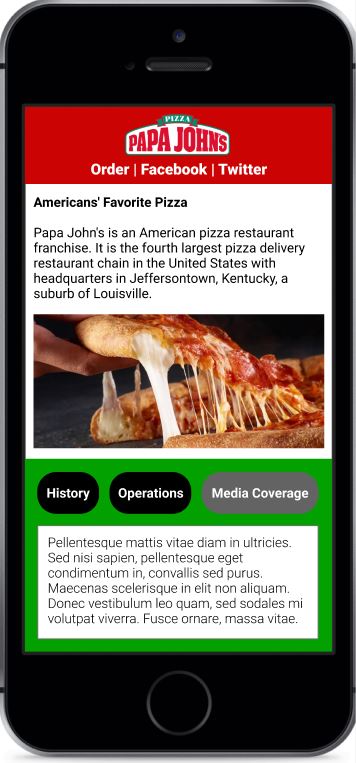 PIZZA
PAPA JOHN'S
Order | Facebook | Twitter
Americans' Favorite Pizza
Papa John's is an American pizza restaurant
franchise. It is the fourth largest pizza delivery
restaurant chain in the United States with
headquarters in Jeffersontown, Kentucky, a
suburb of Louisville.
History Operations Media Coverage
Pellentesque mattis vitae diam in ultricies.
Sed nisi sapien, pellentesque eget
condimentum in, convallis sed purus.
Maecenas scelerisque in elit non aliquam.
Donec vestibulum leo quam, sed sodales mi
volutpat viverra. Fusce ornare, massa vitae.